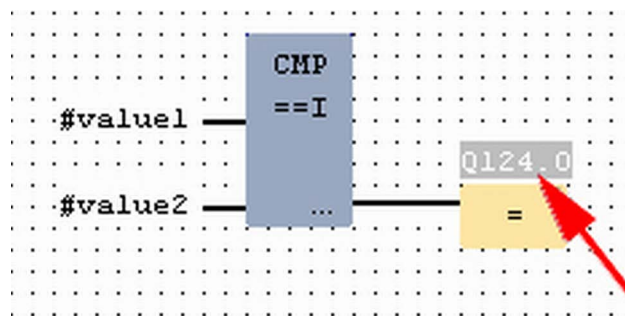 CMP
==I
#value1
Q124.0
#value2
...
=